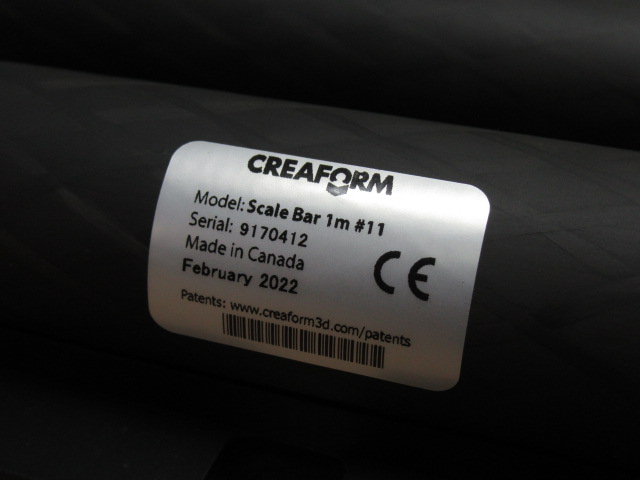 CREAFORM
Model: Scale Bar 1m #11
Serial: 9170412
Made in Canada
February 2022
CE
Patents: www.creaform3d.com/patents